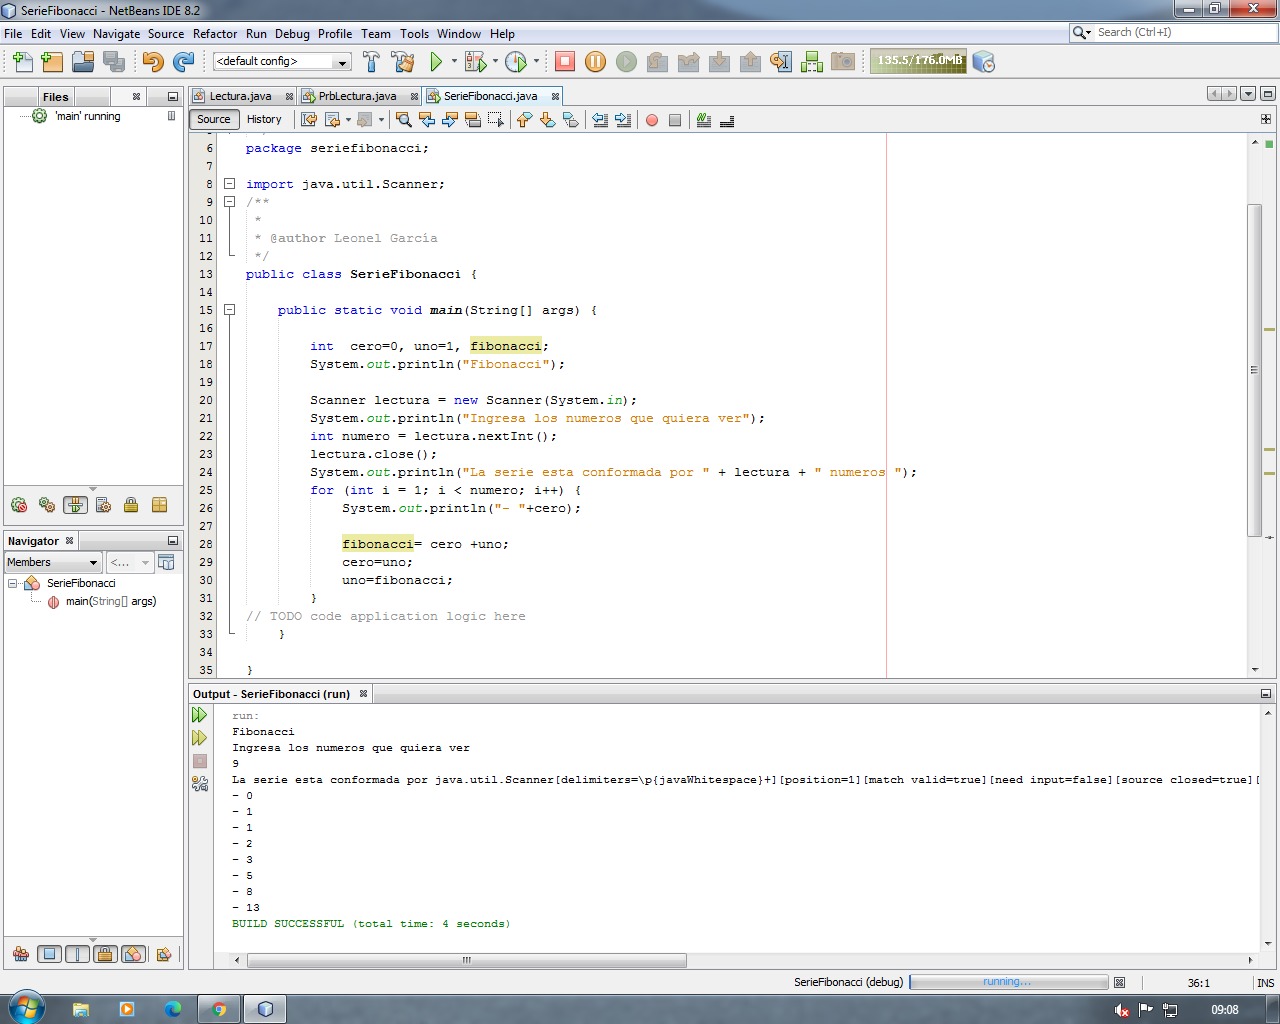 SerieFibonacci - NetBeans IDE 8.2
File Edit View Navigate Source Refactor Run Debug Profile Team Tools Window Help
Search (Ctrl+I)
<default config>
135.5/176.0MB
Files
Lectura.java PrbLectura.java SerieFibonacci.java
'main' running
Source History
6 package seriefibonacci;
7
8 import java.util.Scanner;
9 /**
10 *
11 * @author Leonel García
12 */
13 public class SerieFibonacci {
14
15 public static void main(String[] args) {
16
17 int  cero=0, uno=1, fibonacci;
18 System.out.println("Fibonacci");
19
20 Scanner lectura = new Scanner(System.in);
21 System.out.println("Ingresa los numeros que quiera ver");
22 int numero = lectura.nextInt();
23 lectura.close();
24 System.out.println("La serie esta conformada por " + lectura + " numeros ");
25 for (int i = 1; i < numero; i++) {
26 System.out.println("- "+cero);
27
28 fibonacci= cero +uno;
29 cero=uno;
30 uno=fibonacci;
31 }
32 // TODO code application logic here
33 }
34
35 }
Navigator
Members <...
SerieFibonacci
main(String[] args)
Output - SerieFibonacci (run)
run:
Fibonacci
Ingresa los numeros que quiera ver
9
La serie esta conformada por java.util.Scanner[delimiters=\p{javaWhitespace}+][position=1][match valid=true][need input=false][source closed=true][
- 0
- 1
- 1
- 2
- 3
- 5
- 8
- 13
BUILD SUCCESSFUL (total time: 4 seconds)
SerieFibonacci (debug) running... 36:1 INS
09:08